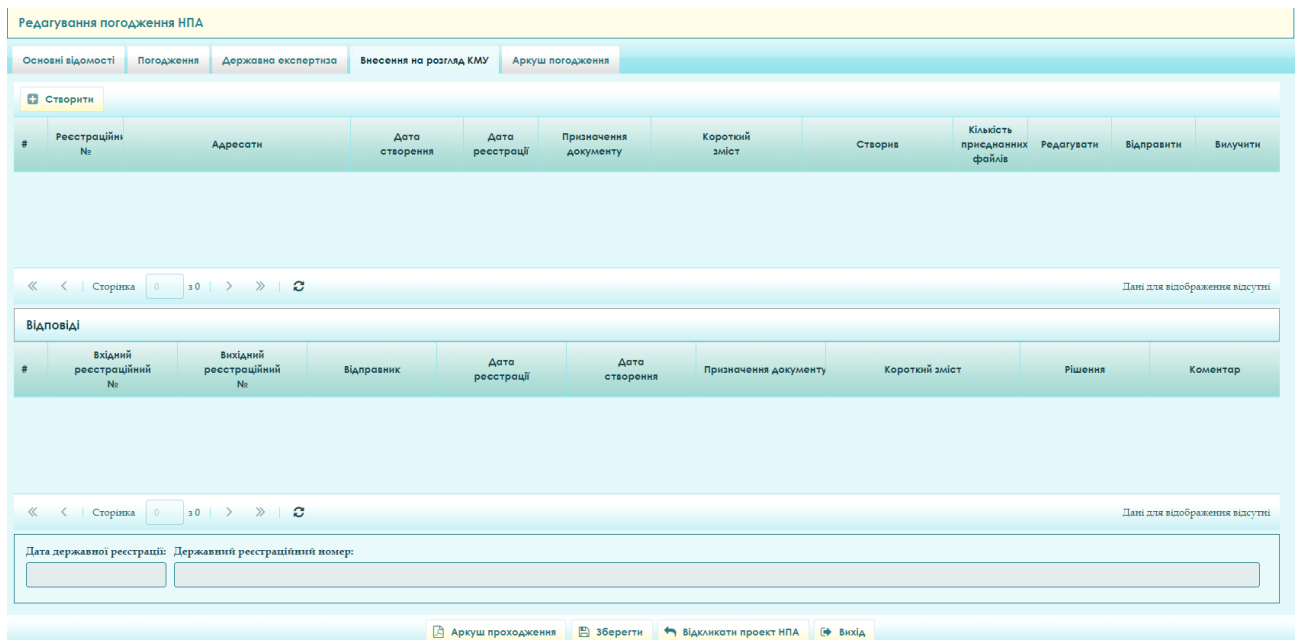 Редагування погодження НПА
Основні відомості Погодження Державна експертиза Внесення на розгляд КМУ Аркуш погодження
Створити
# Реєстраційни № Адресати Дата створення Дата реєстрації Призначення документу Короткий зміст Створив Кількість приєднанних файлів Редагувати Відправити Вилучити
Сторінка 0 з 0 Дані для відображення відсутні
Відповіді
# Вхідний реєстраційний № Вихідний реєстраційний № Відправник Дата реєстрації Дата створення Призначення документу Короткий зміст Рішення Коментар
Сторінка 0 з 0 Дані для відображення відсутні
Дата державної реєстрації: Державний реєстраційний номер:
Аркуш проходження Зберегти Відкликати проект НПА Вихід